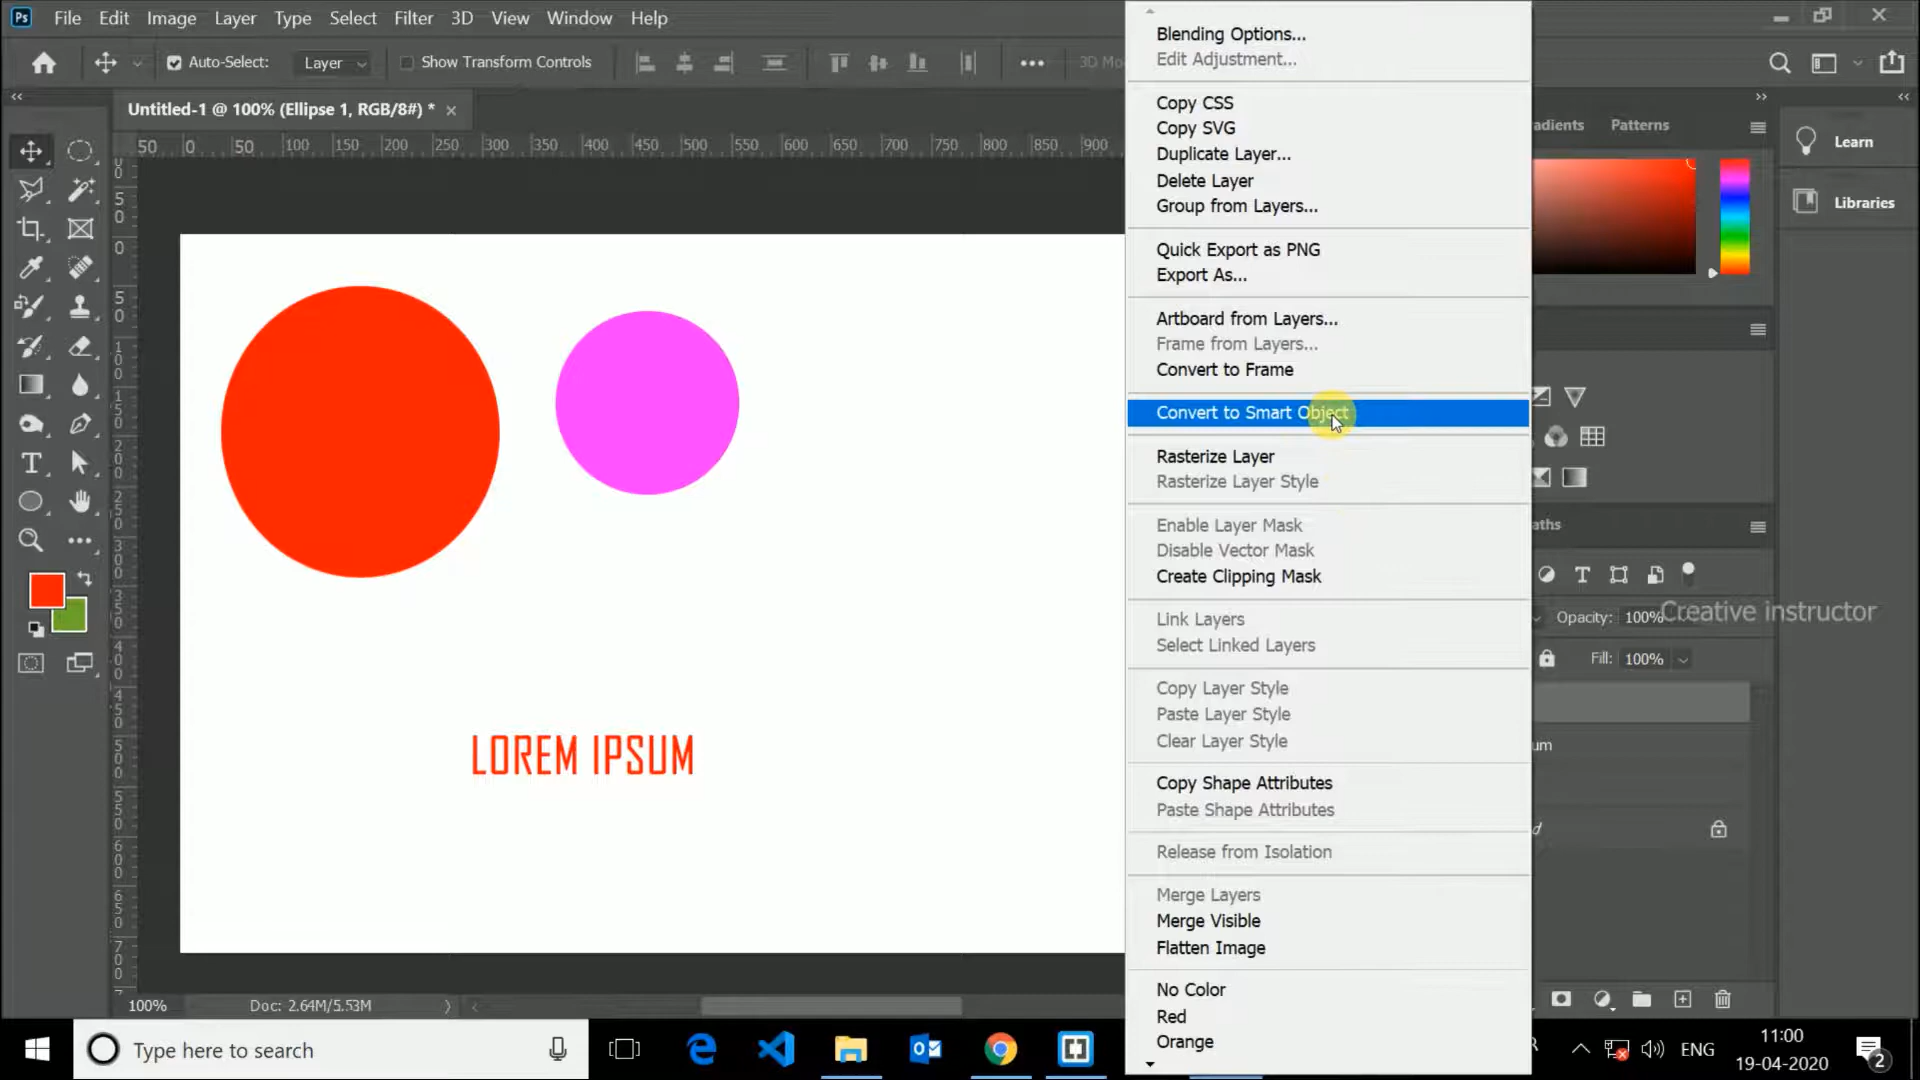 Ps File Edit Image Layer Type Select Filter 3D View Window Help
Auto-Select: Layer Show Transform Controls 3D Mo
Untitled-1 @ 100% (Ellipse 1, RGB/8#) *
50 0 50 100 150 200 250 300 350 400 450 500 550 600 650 700 750 800 850 900
LOREM IPSUM
100% Doc: 2.64M/5.53M
Blending Options...
Edit Adjustment...
Copy CSS
Copy SVG
Duplicate Layer...
Delete Layer
Group from Layers...
Quick Export as PNG
Export As...
Artboard from Layers...
Frame from Layers...
Convert to Frame
Convert to Smart Object
Rasterize Layer
Rasterize Layer Style
Enable Layer Mask
Disable Vector Mask
Create Clipping Mask
Link Layers
Select Linked Layers
Copy Layer Style
Paste Layer Style
Clear Layer Style
Copy Shape Attributes
Paste Shape Attributes
Release from Isolation
Merge Layers
Merge Visible
Flatten Image
No Color
Red
Orange
adients Patterns
Learn
Libraries
aths
Opacity: 100%
Creative instructor
Fill: 100%
um
d
Type here to search
ENG
11:00
19-04-2020
2